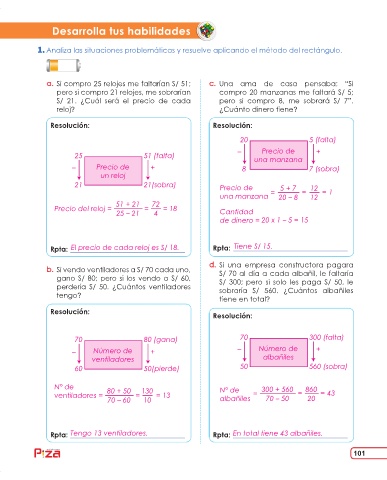 Desarrolla tus habilidades
1. Analiza las situaciones problemáticas y resuelve aplicando el método del rectángulo.
a. Si compro 25 relojes me faltarían S/ 51;
pero si compro 21 relojes, me sobrarían
S/ 21. ¿Cuál será el precio de cada
reloj?
Resolución:
25 51 (falta)
– Precio de +
un reloj
21 21(sobra)
Precio del reloj = 51 + 21 = 72 = 18
25 – 21 4
Rpta: El precio de cada reloj es S/ 18.
b. Si vendo ventiladores a S/ 70 cada uno,
gano S/ 80; pero si los vendo a S/ 60,
perdería S/ 50. ¿Cuántos ventiladores
tengo?
Resolución:
70 80 (gana)
– Número de +
ventiladores
60 50(pierde)
N° de
ventiladores = 80 + 50 = 130 = 13
70 – 60 10
Rpta: Tengo 13 ventiladores.
c. Una ama de casa pensaba: “Si
compro 20 manzanas me faltará S/ 5;
pero si compro 8, me sobrará S/ 7”.
¿Cuánto dinero tiene?
Resolución:
20 5 (falta)
– Precio de +
una manzana
8 7 (sobra)
Precio de
una manzana = 5 + 7 = 12 = 1
20 – 8 12
Cantidad
de dinero = 20 x 1 – 5 = 15
Rpta: Tiene S/ 15.
d. Si una empresa constructora pagara
S/ 70 al día a cada albañil, le faltaría
S/ 300; pero si solo les paga S/ 50, le
sobraría S/ 560. ¿Cuántos albañiles
tiene en total?
Resolución:
70 300 (falta)
– Número de +
albañiles
50 560 (sobra)
N° de
albañiles = 300 + 560 = 860 = 43
70 – 50 20
Rpta: En total tiene 43 albañiles.
Pizza
101